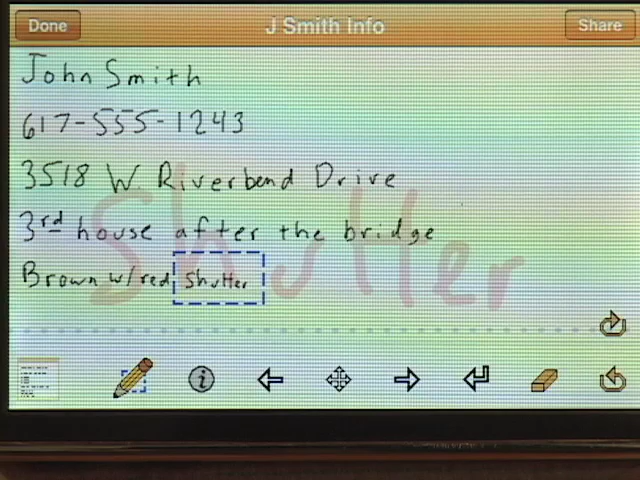 Done J Smith Info Share
John Smith
617-555-1243
3518 W. Riverbend Drive
3rd house after the bridge
Brown w/red Shutter
Shutter